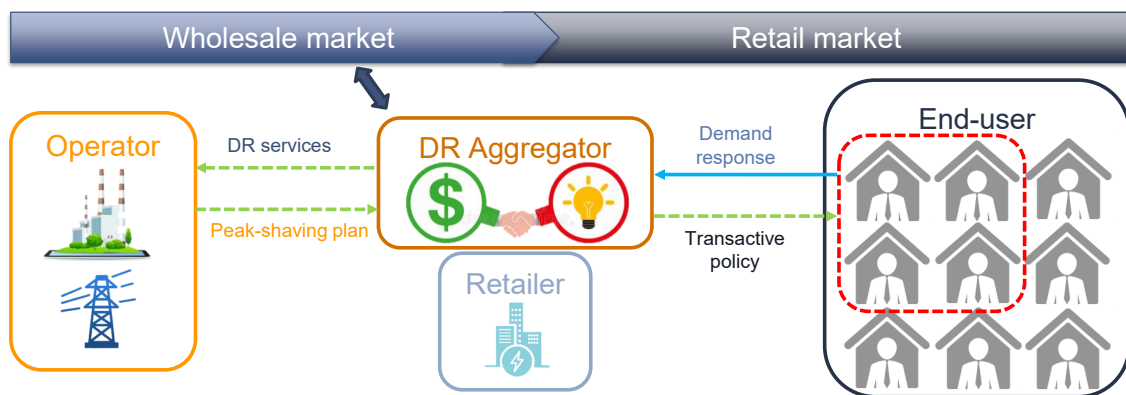 Wholesale market
Retail market
Operator
DR services
Peak-shaving plan
DR Aggregator
$
Retailer
Demand
response
Transactive
policy
End-user